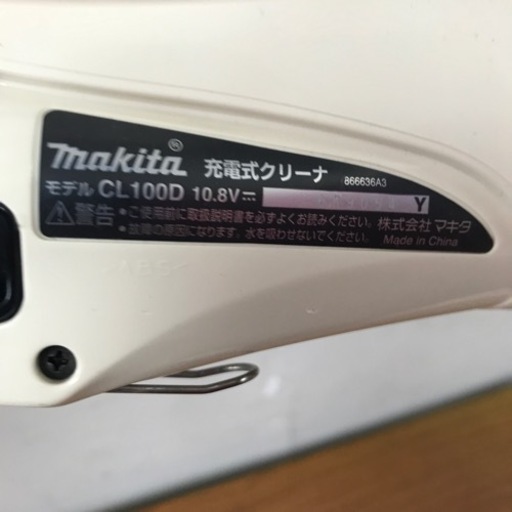 makita® 充電式クリーナ 866636A3
モデル CL100D 10.8V⎓ Y
⚠警告 •ご使用前に取扱説明書を必ずよくお読みください。
•故障の原因になります。水を吸わせないでください。
株式会社 マキタ
Made in China
>ABS<